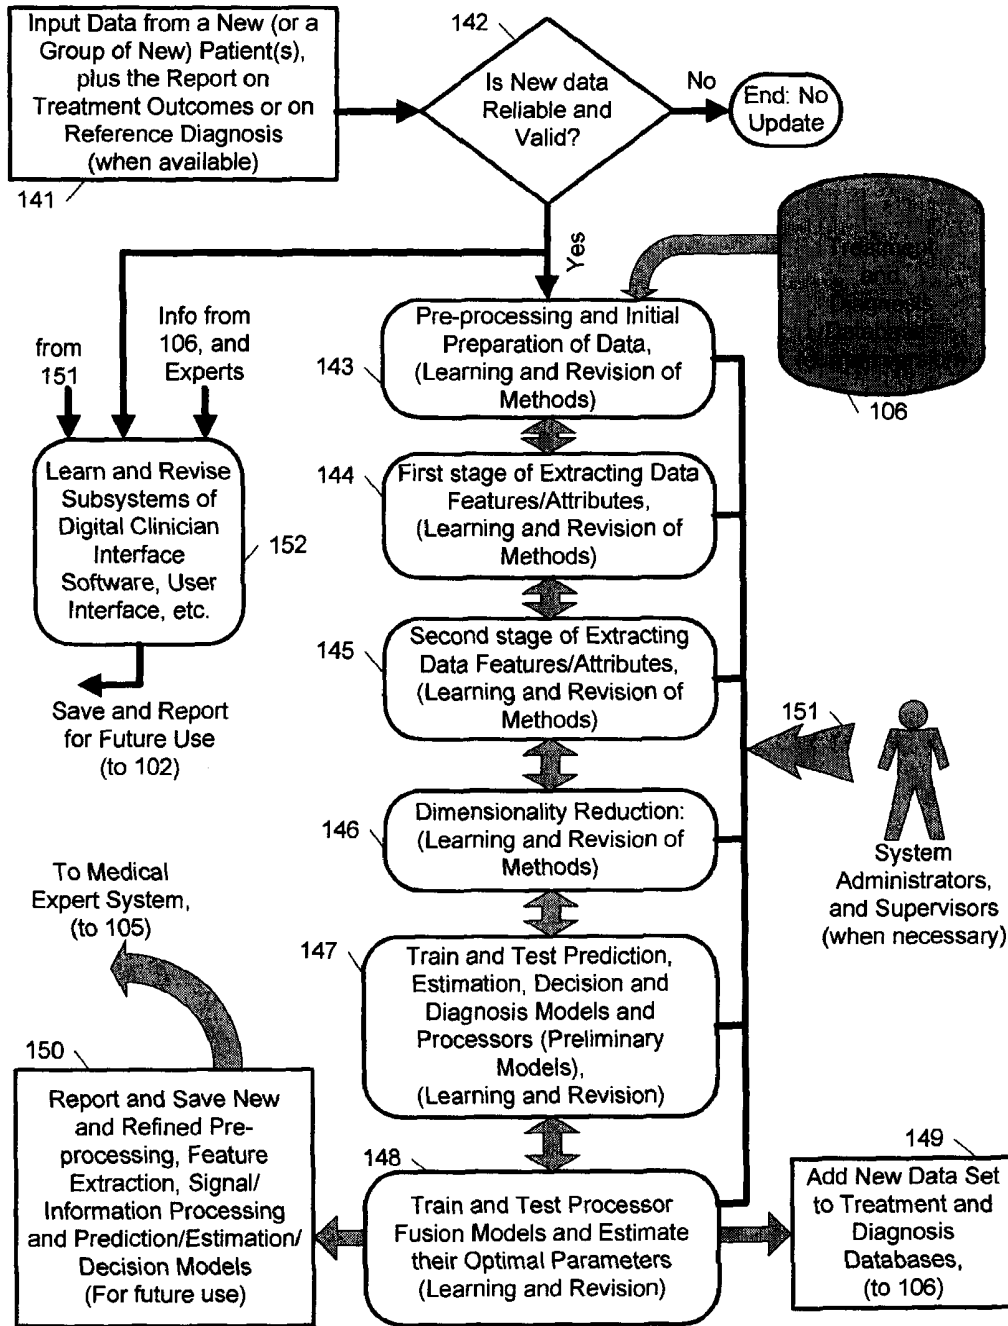 Input Data from a New (or a
Group of New) Patient(s),
plus the Report on
Treatment Outcomes or on
Reference Diagnosis
(when available)
141
142
Is New data
Reliable and
Valid?
No
End: No
Update
Yes
Treatment
and
Diagnosis
Databases
106
from
151
Info from
106, and
Experts
Learn and Revise
Subsystems of
Digital Clinician
Interface
Software, User
Interface, etc.
152
Save and Report
for Future Use
(to 102)
143
Pre-processing and Initial
Preparation of Data,
(Learning and Revision of
Methods)
144
First stage of Extracting Data
Features/Attributes,
(Learning and Revision of
Methods)
145
Second stage of Extracting
Data Features/Attributes,
(Learning and Revision of
Methods)
151
System
Administrators,
and Supervisors
(when necessary)
146
Dimensionality Reduction:
(Learning and Revision of
Methods)
To Medical
Expert System,
(to 105)
147
Train and Test Prediction,
Estimation, Decision and
Diagnosis Models and
Processors (Preliminary
Models),
(Learning and Revision)
150
Report and Save New
and Refined Pre-
processing, Feature
Extraction, Signal/
Information Processing
and Prediction/Estimation/
Decision Models
(For future use)
148
Train and Test Processor
Fusion Models and Estimate
their Optimal Parameters
(Learning and Revision)
149
Add New Data Set
to Treatment and
Diagnosis
Databases,
(to 106)